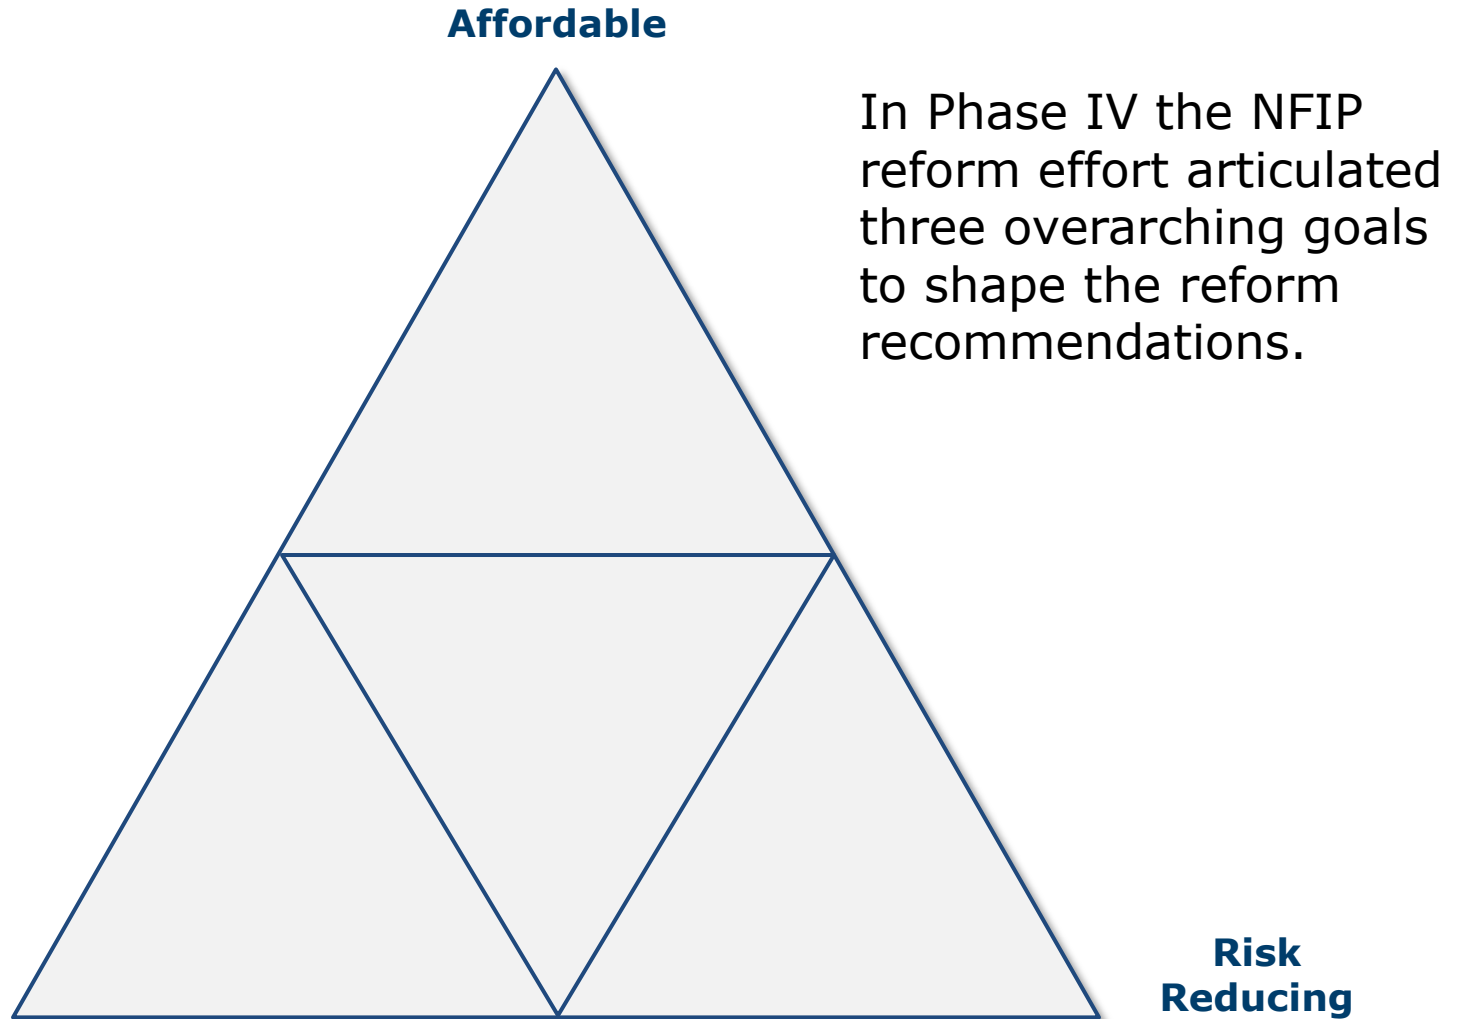 Affordable
In Phase IV the NFIP
reform effort articulated
three overarching goals
to shape the reform
recommendations.
Risk
Reducing